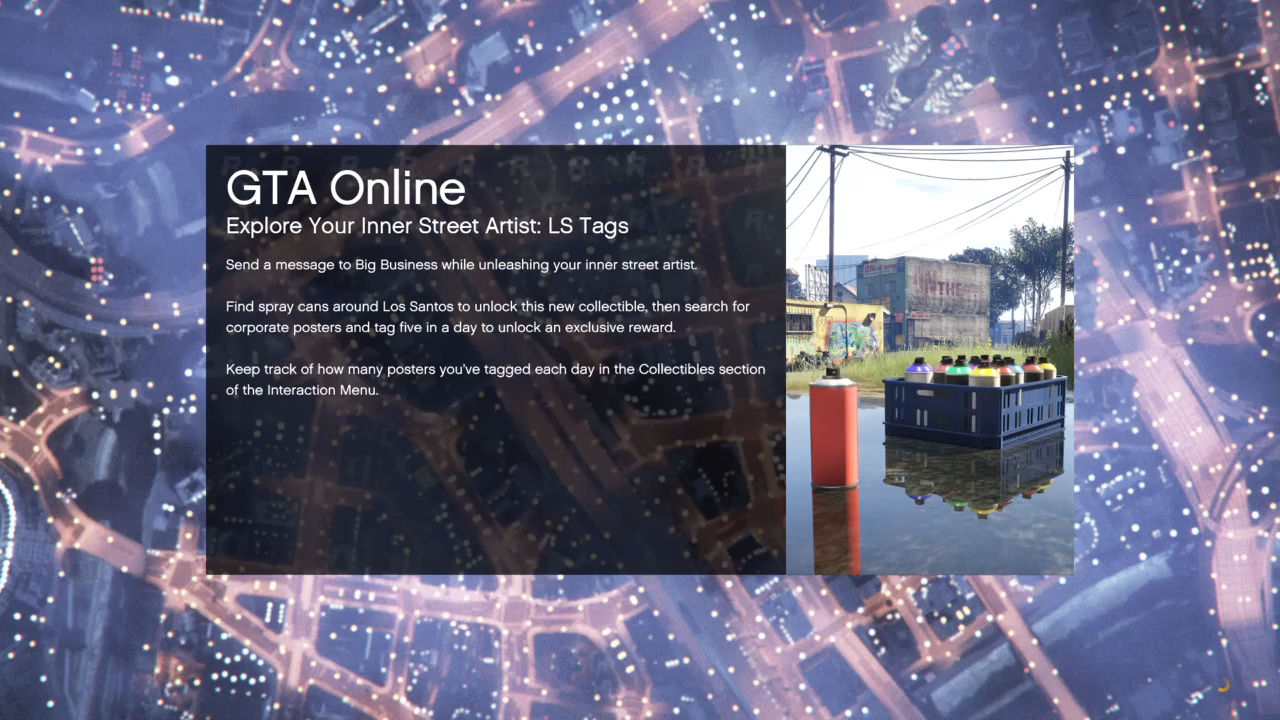 GTA Online
Explore Your Inner Street Artist: LS Tags
Send a message to Big Business while unleashing your inner street artist.
Find spray cans around Los Santos to unlock this new collectible, then search for
corporate posters and tag five in a day to unlock an exclusive reward.
Keep track of how many posters you've tagged each day in the Collectibles section
of the Interaction Menu.